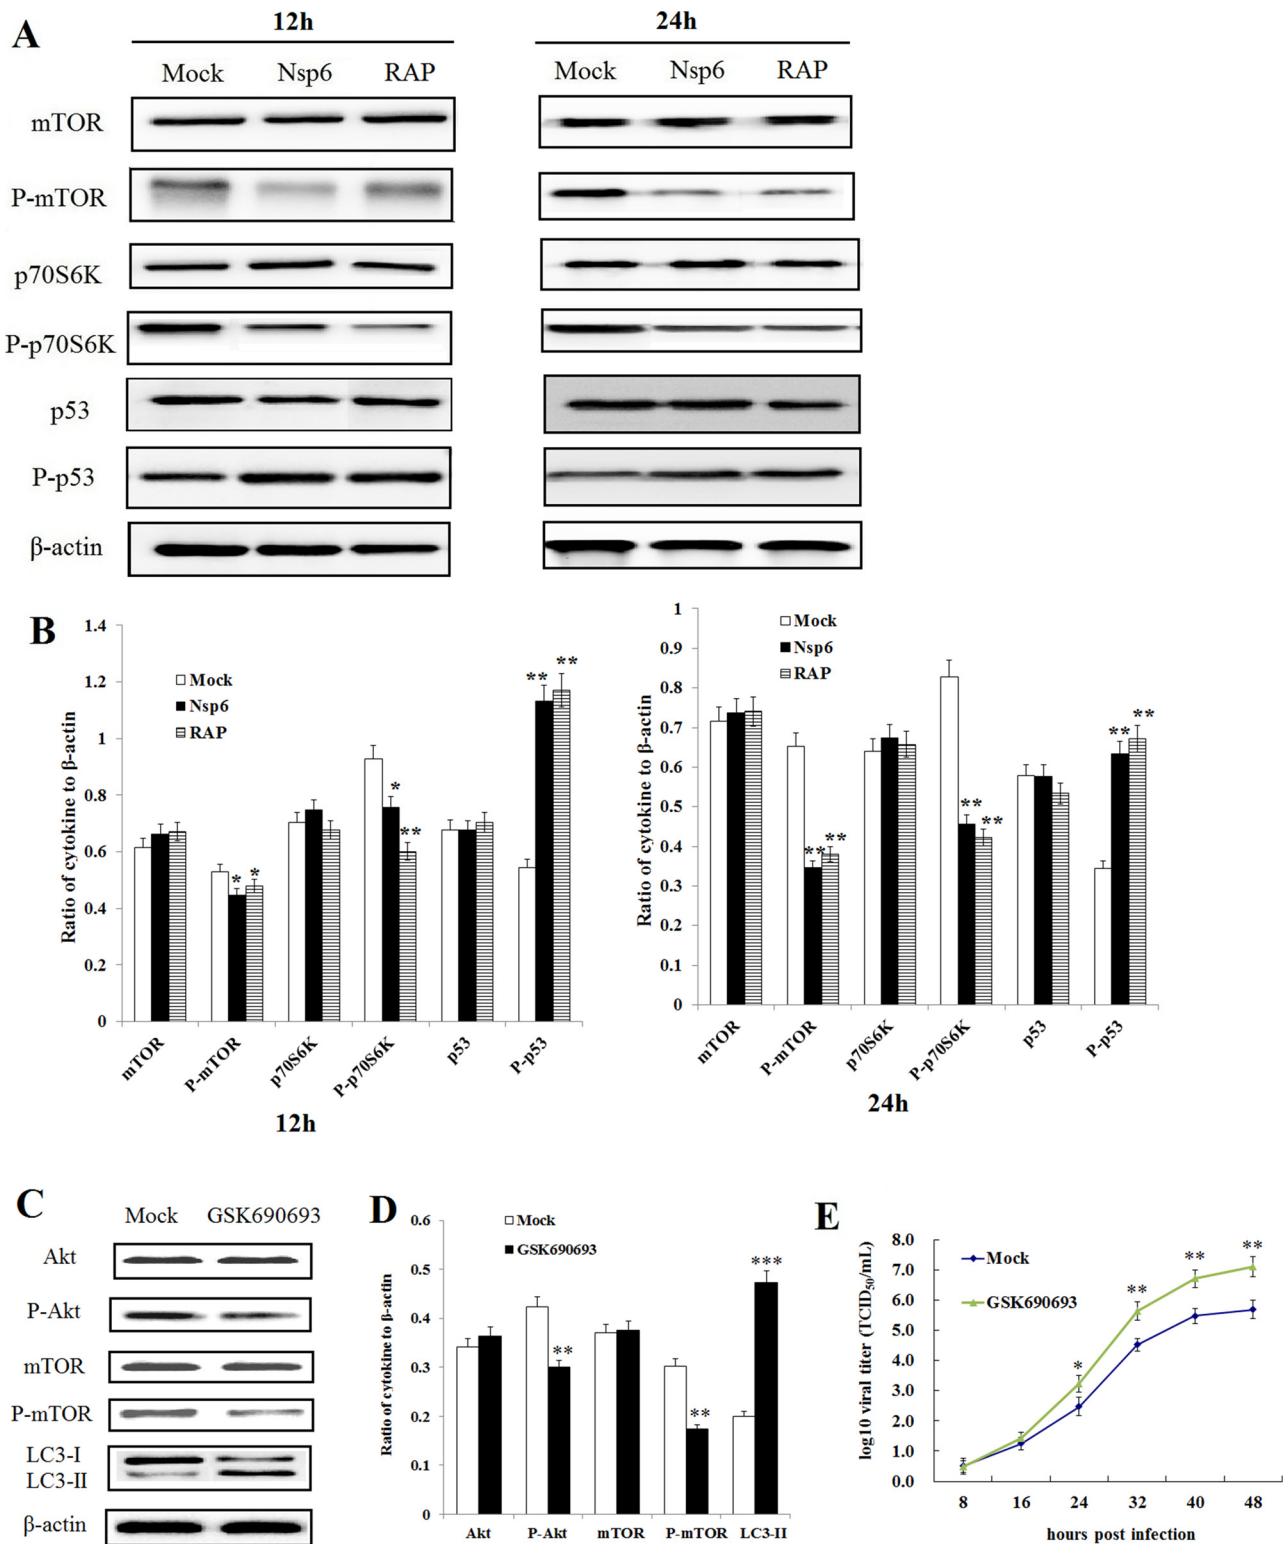 A
12h
24h
Mock Nsp6 RAP
Mock Nsp6 RAP
mTOR
P-mTOR
p70S6K
P-p70S6K
p53
P-p53
β-actin
B
1.4
1.2
1
0.8
0.6
0.4
0.2
0
Ratio of cytokine to β-actin
Mock
Nsp6
RAP
* *
* **
** **
mTOR P-mTOR p70S6K P-p70S6K p53 P-p53
12h
1
0.9
0.8
0.7
0.6
0.5
0.4
0.3
0.2
0.1
0
Ratio of cytokine to β-actin
Mock
Nsp6
RAP
** **
** **
** **
mTOR P-mTOR p70S6K P-p70S6K p53 P-p53
24h
C
Mock GSK690693
Akt
P-Akt
mTOR
P-mTOR
LC3-I
LC3-II
β-actin
D
0.6
0.5
0.4
0.3
0.2
0.1
0
Ratio of cytokine to β-actin
Mock
GSK690693
** ** ***
Akt P-Akt mTOR P-mTOR LC3-II
E
8.0
7.0
6.0
5.0
4.0
3.0
2.0
1.0
0.0
log10 viral titer (TCID50/mL)
Mock
GSK690693
* ** ** **
8 16 24 32 40 48
hours post infection